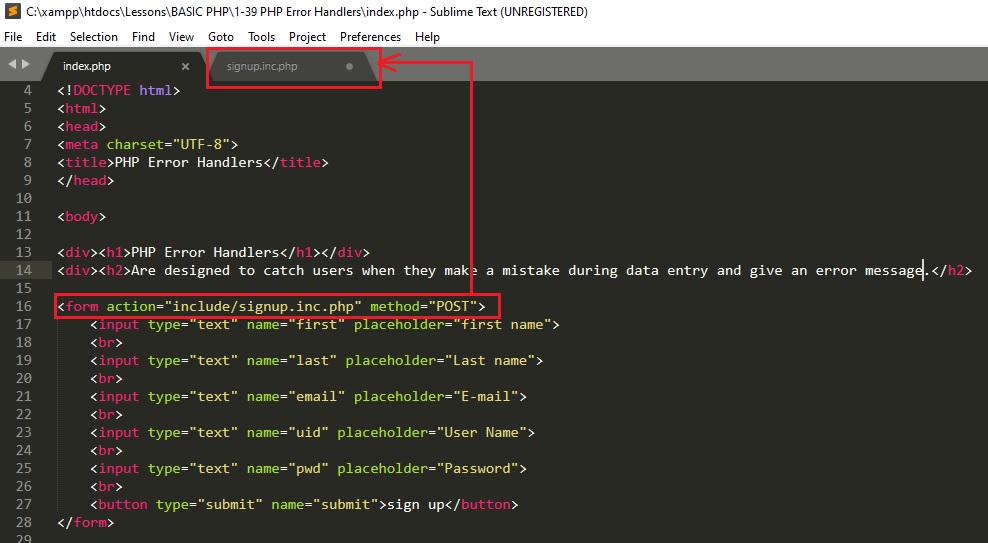 C:\xampp\htdocs\Lessons\BASIC PHP\1-39 PHP Error Handlers\index.php - Sublime Text (UNREGISTERED)
File Edit Selection Find View Goto Tools Project Preferences Help
index.php × signup.inc.php
4 <!DOCTYPE html>
5 <html>
6 <head>
7 <meta charset="UTF-8">
8 <title>PHP Error Handlers</title>
9 </head>
10
11 <body>
12
13 <div><h1>PHP Error Handlers</h1></div>
14 <div><h2>Are designed to catch users when they make a mistake during data entry and give an error message.</h2>
15
16 <form action="include/signup.inc.php" method="POST">
17 <input type="text" name="first" placeholder="first name">
18 <br>
19 <input type="text" name="last" placeholder="Last name">
20 <br>
21 <input type="text" name="email" placeholder="E-mail">
22 <br>
23 <input type="text" name="uid" placeholder="User Name">
24 <br>
25 <input type="text" name="pwd" placeholder="Password">
26 <br>
27 <button type="submit" name="submit">sign up</button>
28 </form>
29